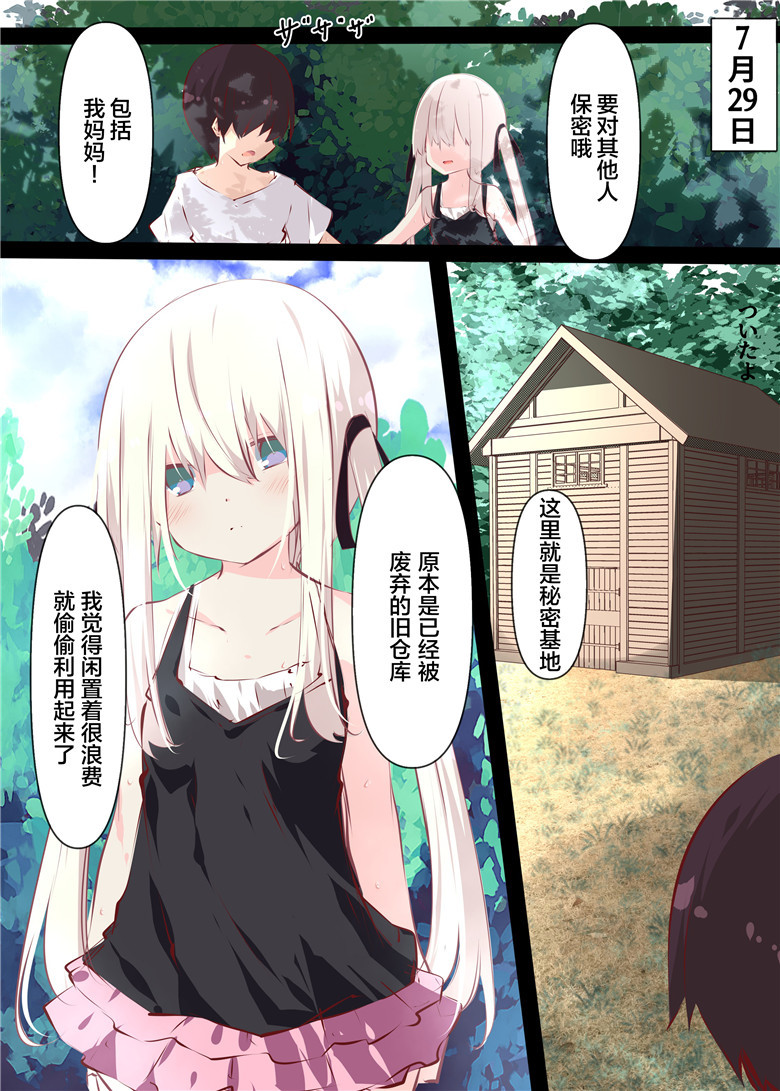 7月29日
ザザザ
要对其他人
保密哦
包括
我妈妈！
ついたよ
这里就是秘密基地
原本是已经被
废弃的旧仓库
我觉得闲置着很浪费
就偷偷利用起来了